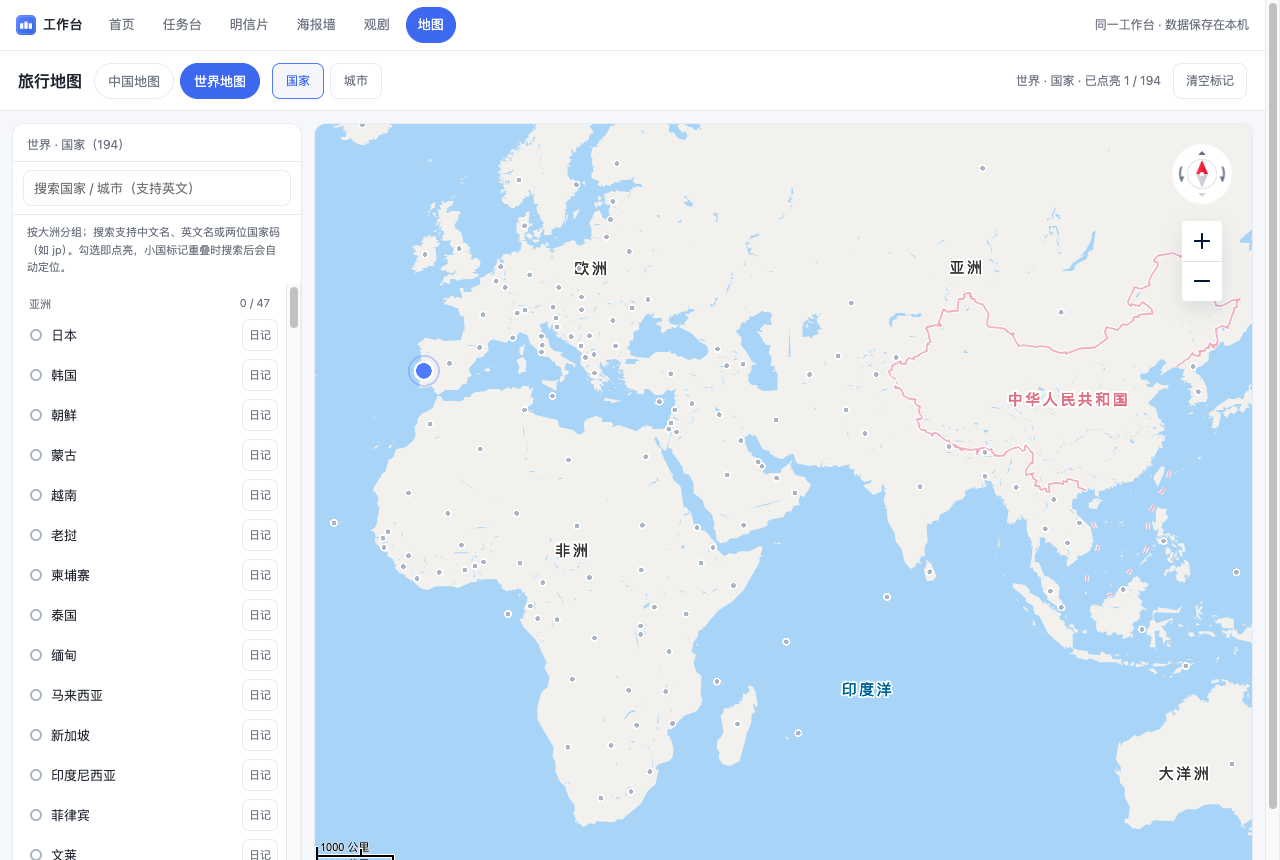 工作台 首页 任务台 明信片 海报墙 观剧 地图 同一工作台 · 数据保存在本机
旅行地图 中国地图 世界地图 国家 城市 世界 · 国家 · 已点亮 1 / 194 清空标记
世界 · 国家（194）
搜索国家 / 城市（支持英文）
按大洲分组；搜索支持中文名、英文名或两位国家码
（如 jp）。勾选即点亮，小国标记重叠时搜索后会自
动定位。
亚洲 0 / 47
日本 日记
韩国 日记
朝鲜 日记
蒙古 日记
越南 日记
老挝 日记
柬埔寨 日记
泰国 日记
缅甸 日记
马来西亚 日记
新加坡 日记
印度尼西亚 日记
菲律宾 日记
文莱 日记
欧洲
亚洲
中华人民共和国
非洲
印度洋
大洋洲
1000 公里